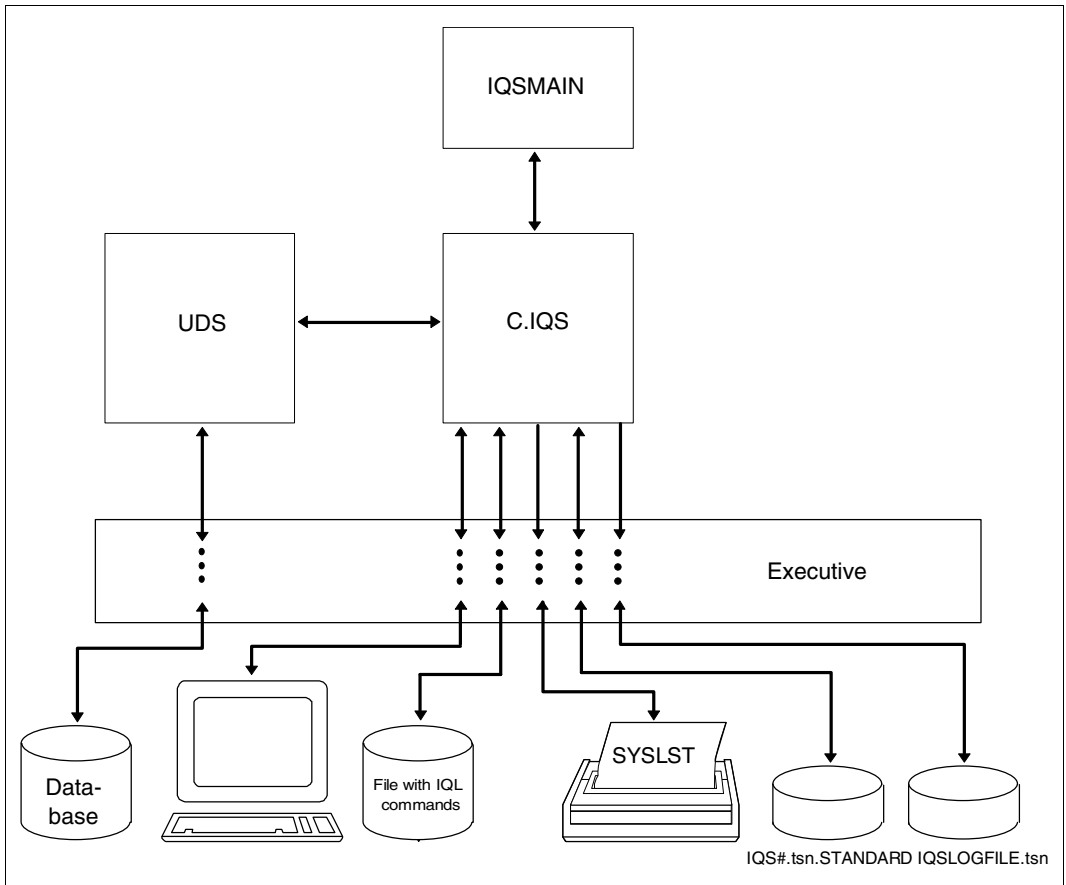 IQSMAIN
UDS
C.IQS
Executive
Data-
base
File with IQL
commands
SYSLST
IQS#.tsn.STANDARD IQSLOGFILE.tsn